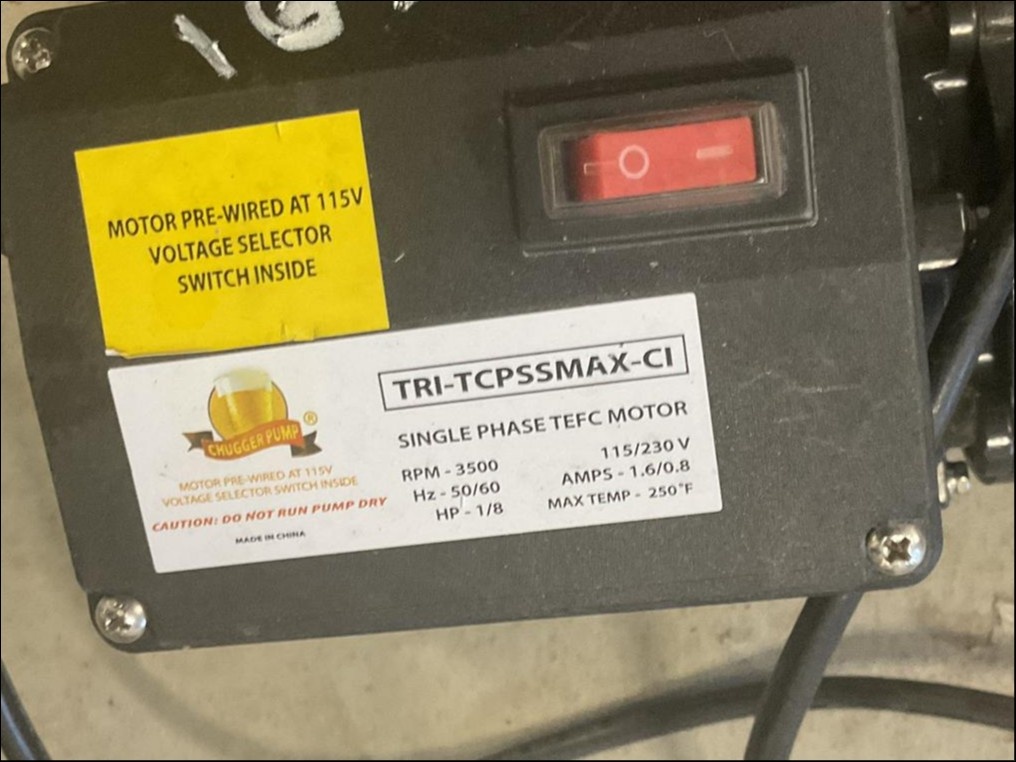 MOTOR PRE-WIRED AT 115V
VOLTAGE SELECTOR
SWITCH INSIDE
TRI-TCPSSMAX-CI
CHUGGER PUMP ®
SINGLE PHASE TEFC MOTOR
RPM - 3500 115/230 V
Hz - 50/60 AMPS - 1.6/0.8
HP - 1/8 MAX TEMP - 250°F
MOTOR PRE-WIRED AT 115V
VOLTAGE SELECTOR SWITCH INSIDE
CAUTION: DO NOT RUN PUMP DRY
MADE IN CHINA